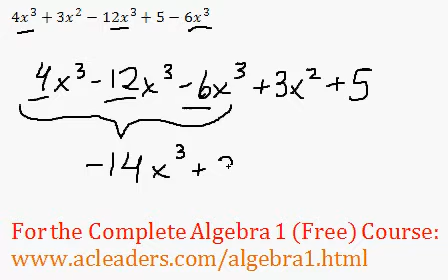 4x³ + 3x² − 12x³ + 5 − 6x³
4x³ − 12x³ − 6x³ + 3x² + 5
−14x³ +
For the Complete Algebra 1 (Free) Course:
www.acleaders.com/algebra1.html